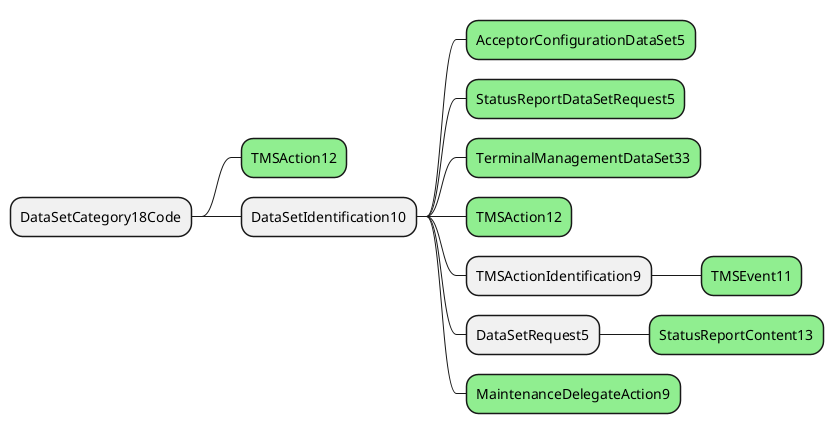 AcceptorConfigurationDataSet5
StatusReportDataSetRequest5
TMSAction12
TerminalManagementDataSet33
DataSetCategory18Code
DataSetIdentification10
TMSAction12
TMSActionIdentification9
TMSEvent11
DataSetRequest5
StatusReportContent13
MaintenanceDelegateAction9